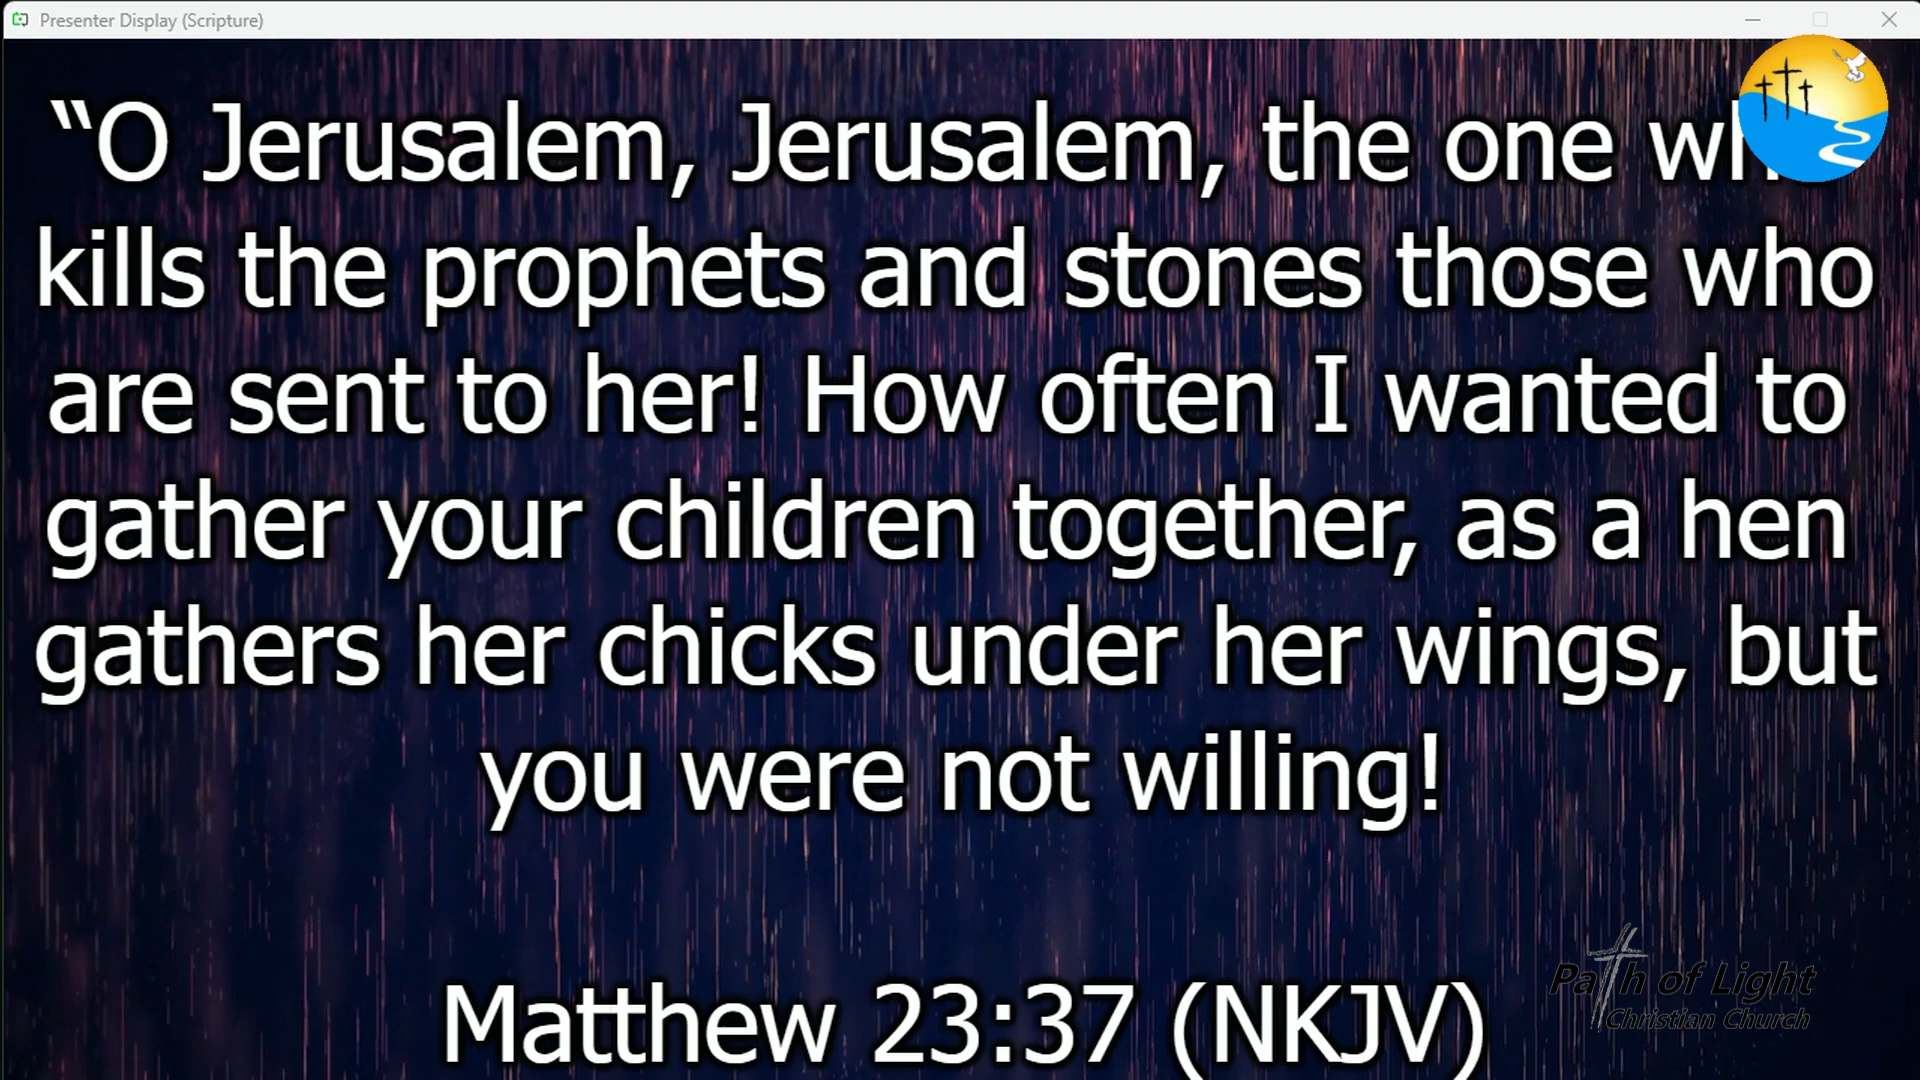 Presenter Display (Scripture)
“O Jerusalem, Jerusalem, the one
kills the prophets and stones those who
are sent to her! How often I wanted to
gather your children together, as a hen
gathers her chicks under her wings, but
you were not willing!
Matthew 23:37 (NKJV)
Path of Light
Christian Church